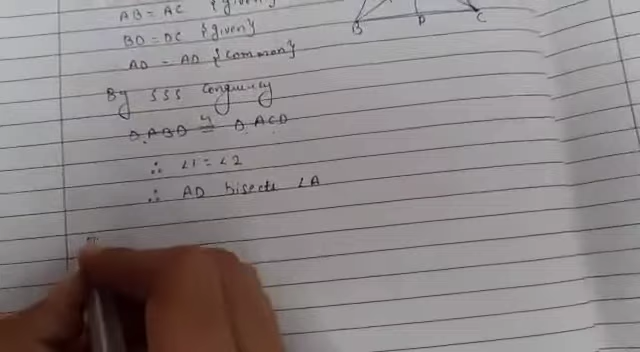 AB = AC {given}
BD = DC {given}
AD = AD {common}
By SSS congruency
Δ ABD ≅ Δ ACD
∴ ∠1 = ∠2
∴ AD bisects ∠A
B D C